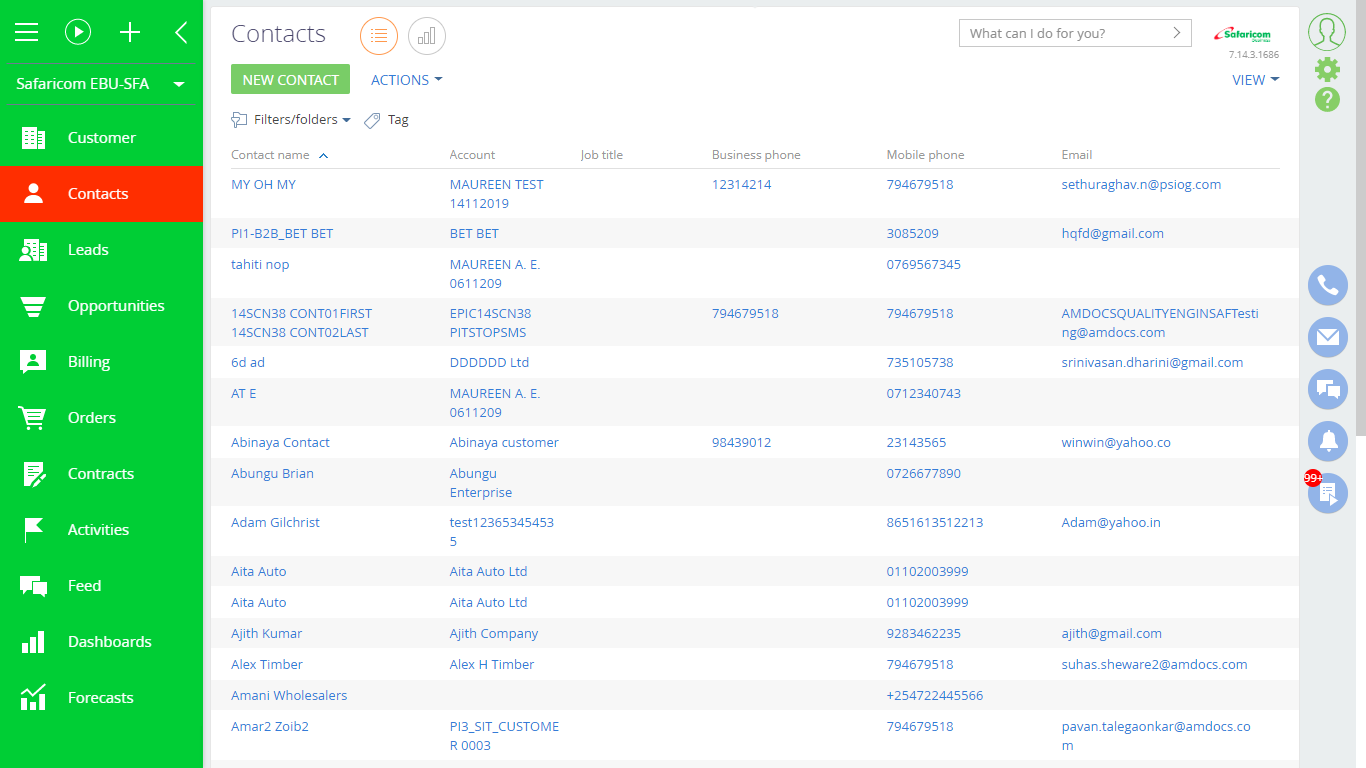 Contacts
What can I do for you?
Safaricom
7.14.3.1686
Safaricom EBU-SFA
NEW CONTACT
ACTIONS
VIEW
Filters/folders
Tag
Customer
Contacts
Leads
Opportunities
Billing
Orders
Contracts
Activities
Feed
Dashboards
Forecasts
Contact name Account Job title Business phone Mobile phone Email
MY OH MY MAUREEN TEST 12314214 794679518 sethuraghav.n@psiog.com
14112019
PI1-B2B_BET BET BET BET 3085209 hqfd@gmail.com
tahiti nop MAUREEN A. E. 0769567345
0611209
14SCN38 CONT01FIRST EPIC14SCN38 794679518 794679518 AMDOCSQUALITYENGINSAFTesti
14SCN38 CONT02LAST PITSTOPSMS ng@amdocs.com
6d ad DDDDDD Ltd 735105738 srinivasan.dharini@gmail.com
AT E MAUREEN A. E. 0712340743
0611209
Abinaya Contact Abinaya customer 98439012 23143565 winwin@yahoo.co
Abungu Brian Abungu 0726677890
Enterprise
Adam Gilchrist test12365345453 8651613512213 Adam@yahoo.in
5
Aita Auto Aita Auto Ltd 01102003999
Aita Auto Aita Auto Ltd 01102003999
Ajith Kumar Ajith Company 9283462235 ajith@gmail.com
Alex Timber Alex H Timber 794679518 suhas.sheware2@amdocs.com
Amani Wholesalers +254722445566
Amar2 Zoib2 PI3_SIT_CUSTOME 794679518 pavan.talegaonkar@amdocs.co
R 0003 m
99+